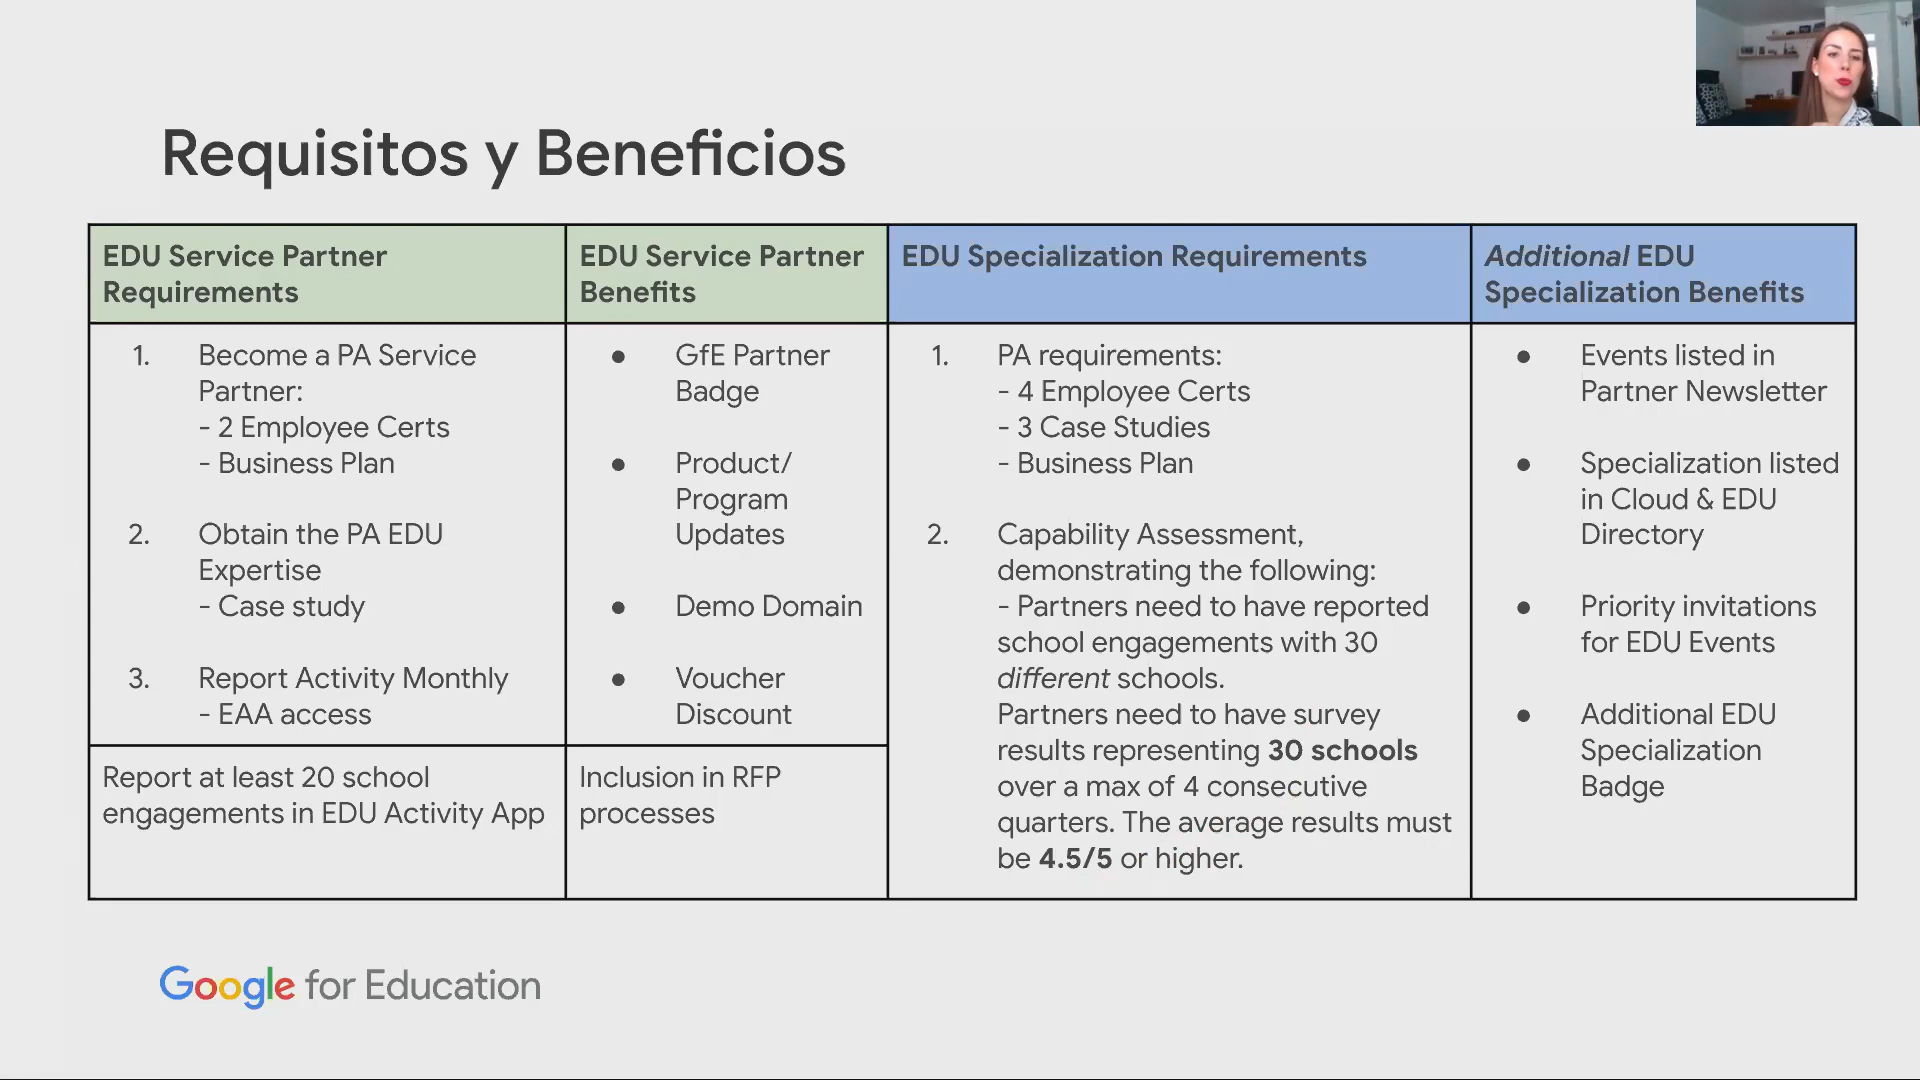 Requisitos y Beneficios
EDU Service Partner
Requirements
EDU Service Partner
Benefits
EDU Specialization Requirements
Additional EDU
Specialization Benefits
1. Become a PA Service
Partner:
- 2 Employee Certs
- Business Plan
2. Obtain the PA EDU
Expertise
- Case study
3. Report Activity Monthly
- EAA access
● GfE Partner
Badge
● Product/
Program
Updates
● Demo Domain
● Voucher
Discount
1. PA requirements:
- 4 Employee Certs
- 3 Case Studies
- Business Plan
2. Capability Assessment,
demonstrating the following:
- Partners need to have reported
school engagements with 30
different schools.
Partners need to have survey
results representing 30 schools
over a max of 4 consecutive
quarters. The average results must
be 4.5/5 or higher.
● Events listed in
Partner Newsletter
● Specialization listed
in Cloud & EDU
Directory
● Priority invitations
for EDU Events
● Additional EDU
Specialization
Badge
Report at least 20 school
engagements in EDU Activity App
Inclusion in RFP
processes
Google for Education